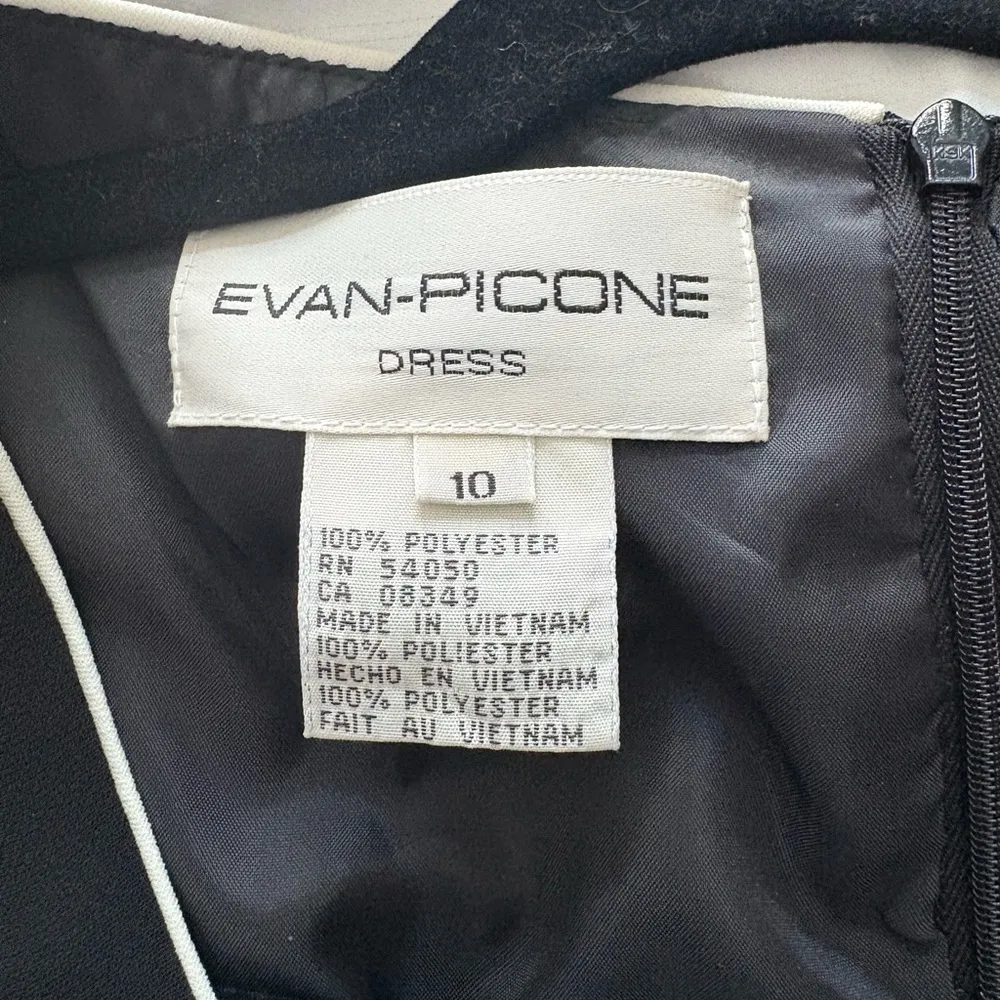 EVAN-PICONE
DRESS
10
100% POLYESTER
RN 54050
CA 08349
MADE IN VIETNAM
100% POLIESTER
HECHO EN VIETNAM
100% POLYESTER
FAIT AU VIETNAM